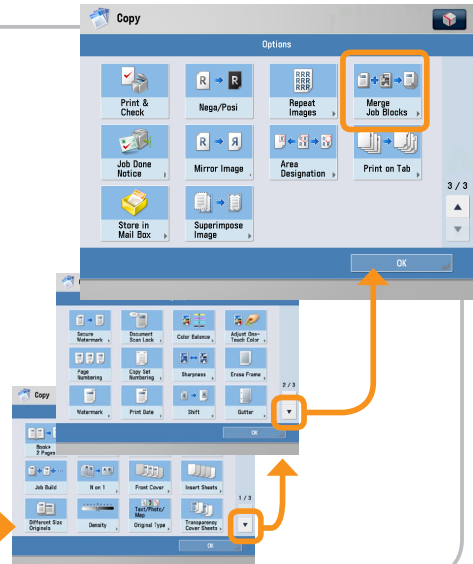 Copy
Options
Print &
Check
Nega/Posi
Repeat
Images
Merge
Job Blocks
Job Done
Notice
Mirror Image
Area
Designation
Print on Tab
Store in
Mail Box
Superimpose
Image
3 / 3
OK
Secure
Watermark
Document
Scan Lock
Color Balance
Adjust One-
Touch Color
Page
Numbering
Copy Set
Numbering
Sharpness
Erase Frame
Watermark
Print Date
Shift
Gutter
2 / 3
OK
Copy
Book▸
2 Pages
Job Build
N on 1
Front Cover
Insert Sheets
Different Size
Originals
Density
Text/Photo/
Map
Original Type
Transparency
Cover Sheets
1 / 3
OK